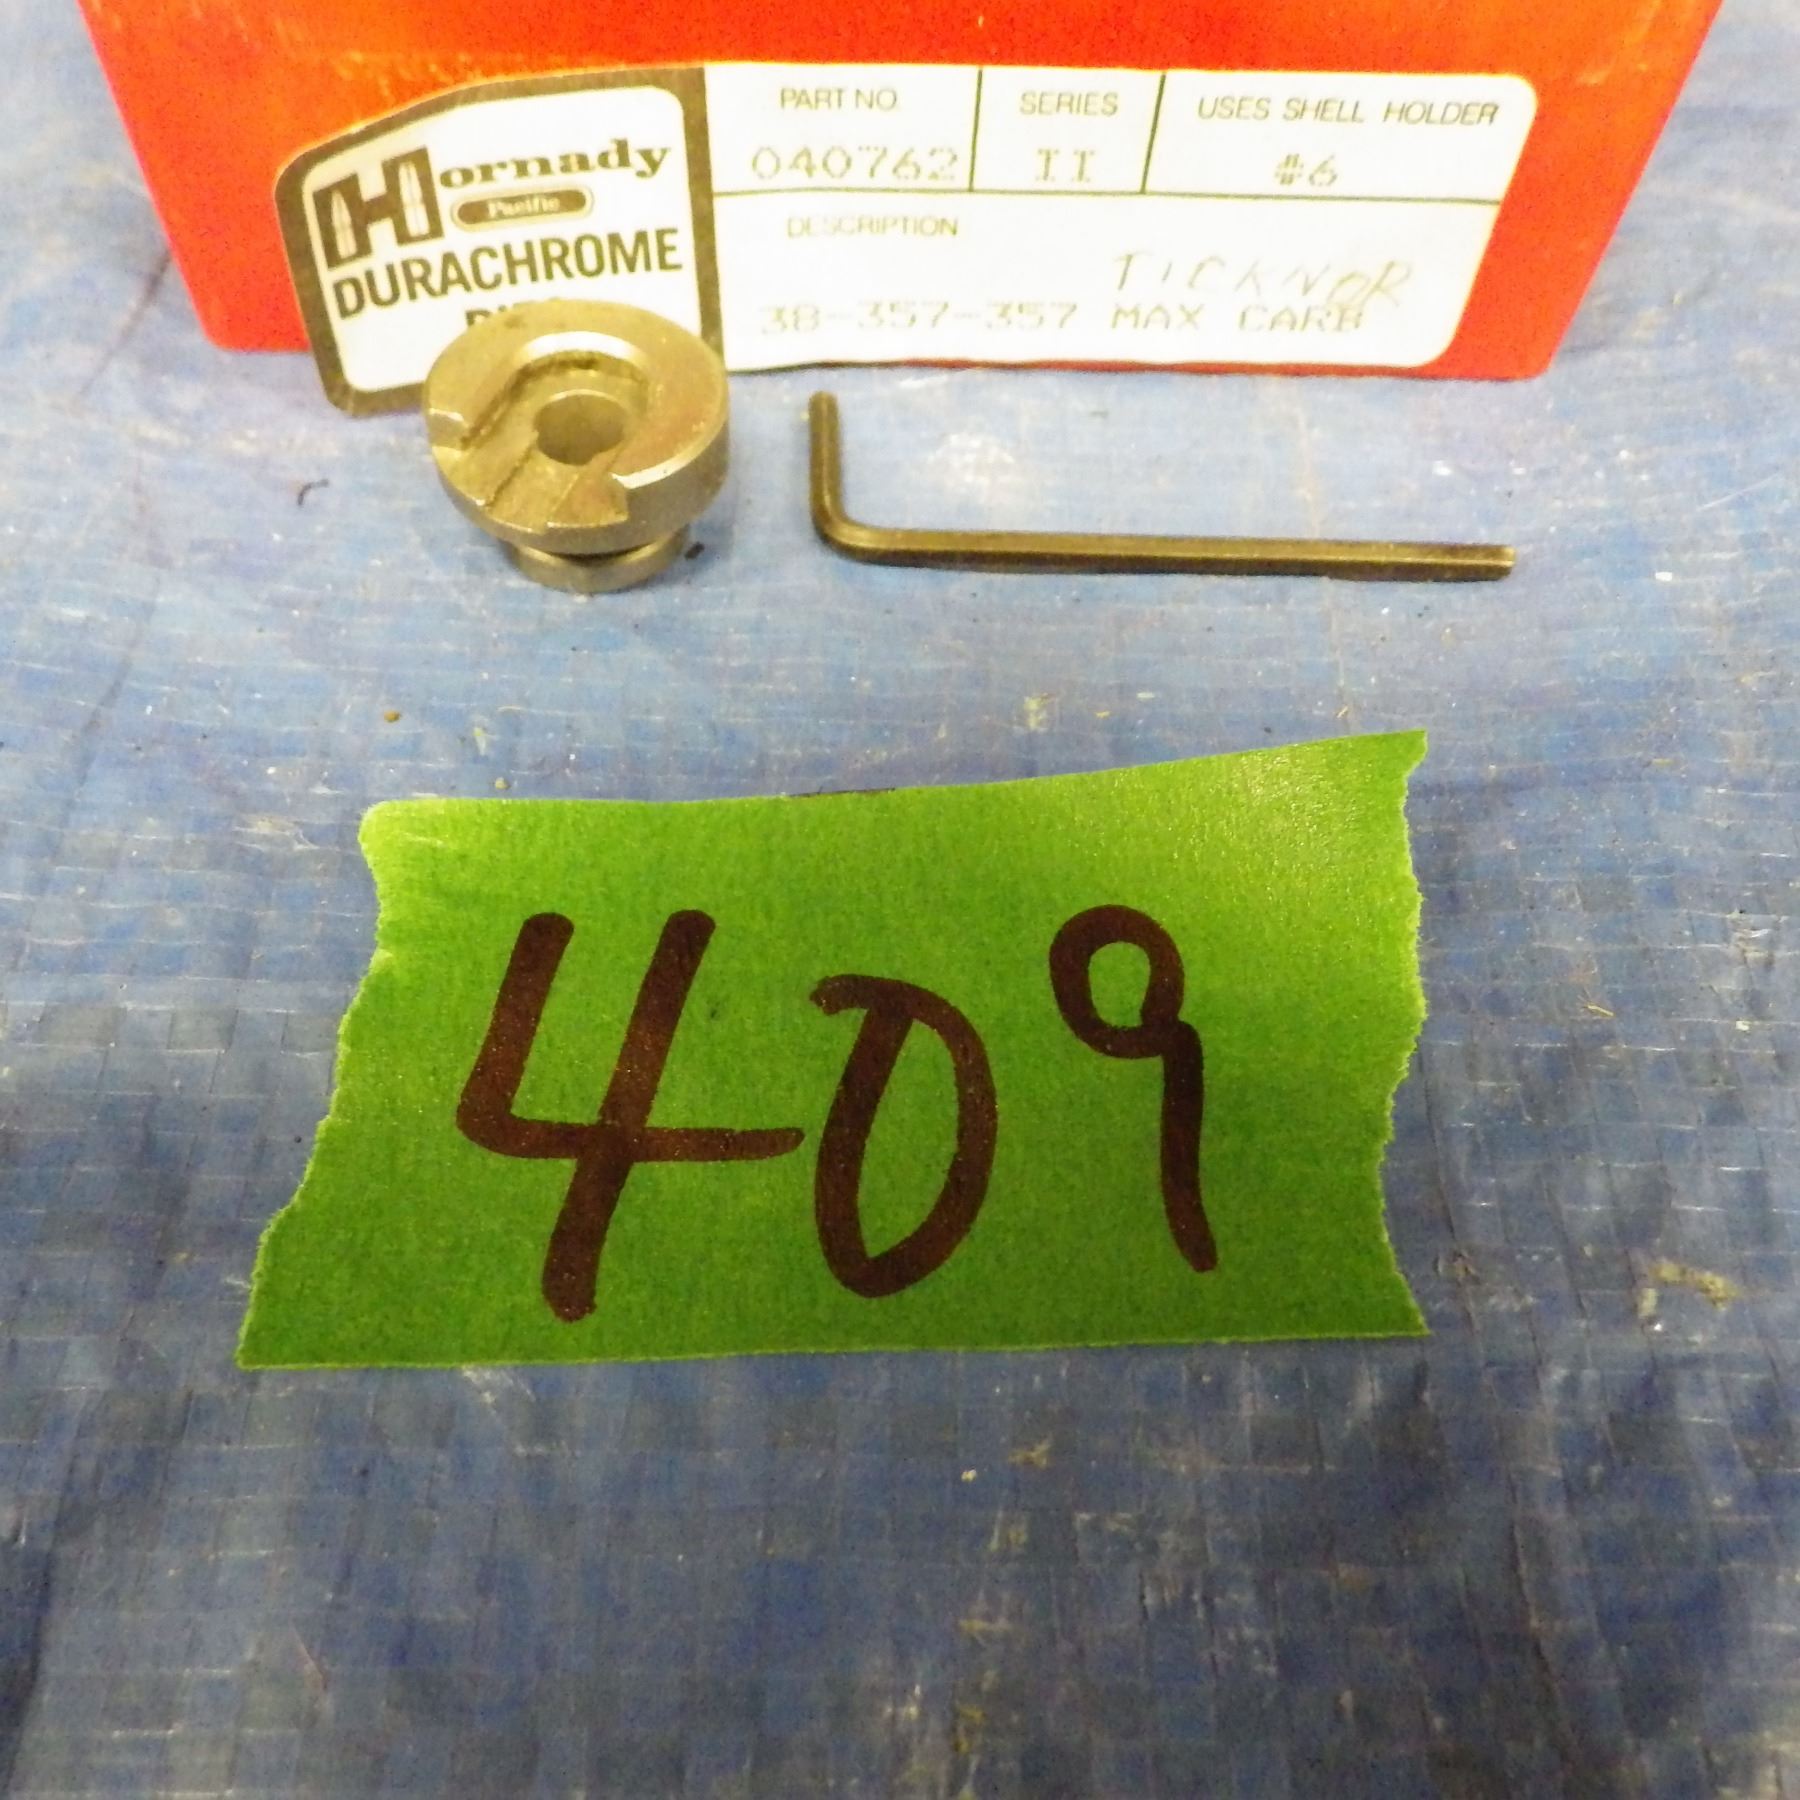 Hornady
Pacific
DURACHROME
PART NO.
040762
SERIES
II
USES SHELL HOLDER
#6
DESCRIPTION
TICKNOR
38-357-357 MAX CARB
409